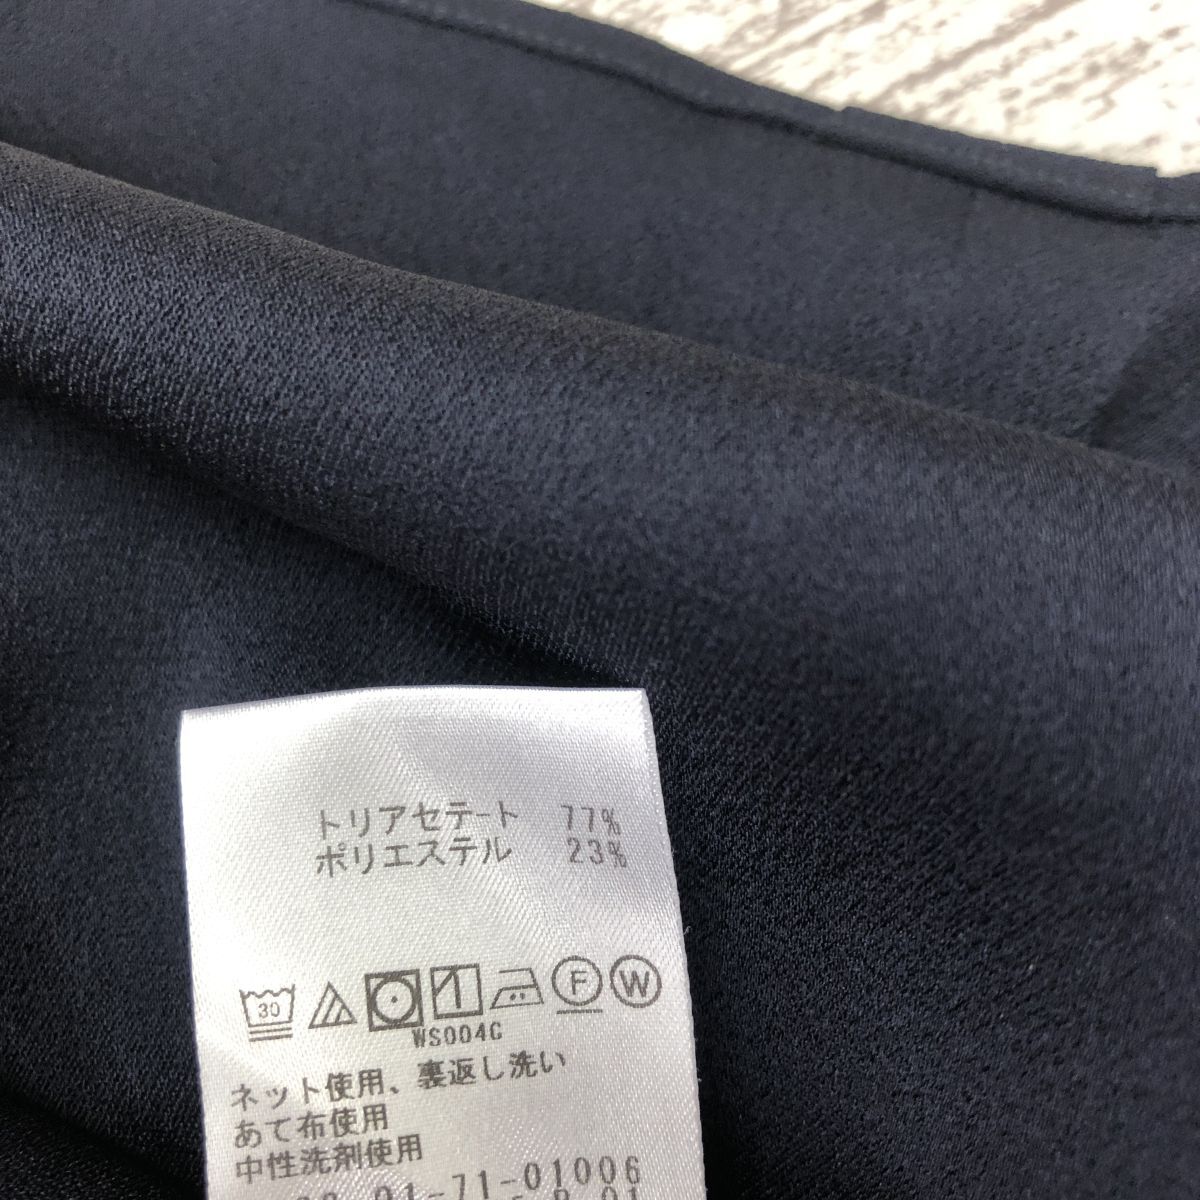 トリアセテート 77%
ポリエステル 23%
30 F W
WS004C
ネット使用、裏返し洗い
あて布使用
中性洗剤使用
01-71-01006